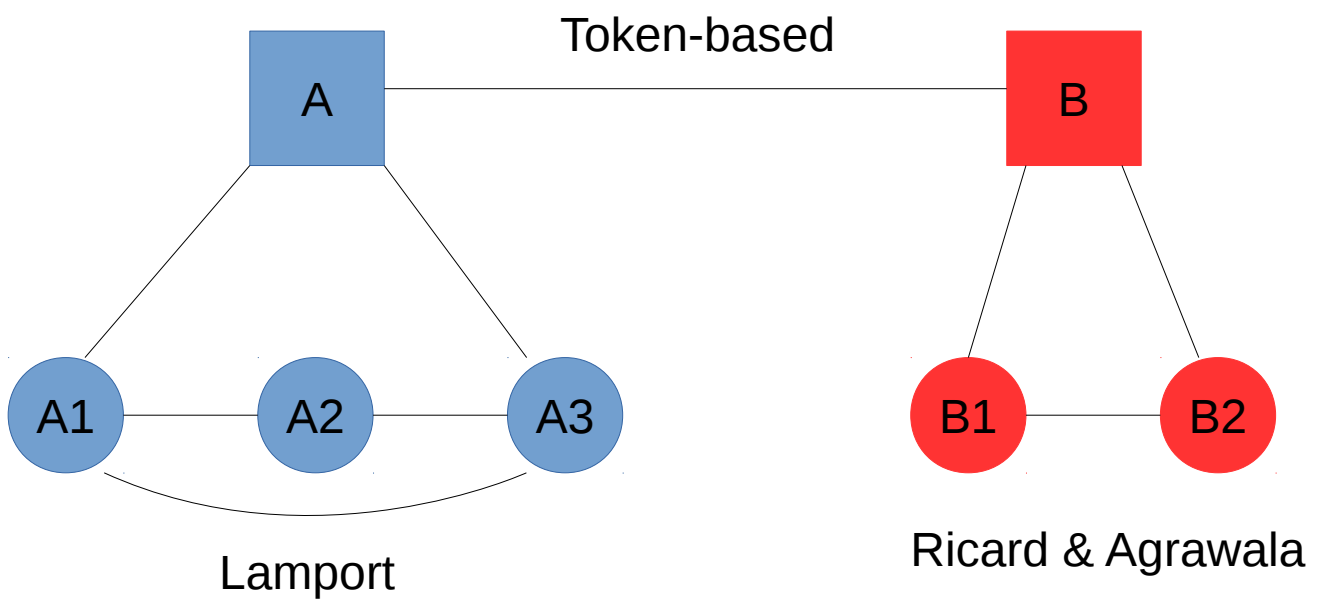 Token-based
A
B
A1
A2
A3
B1
B2
Lamport
Ricard & Agrawala